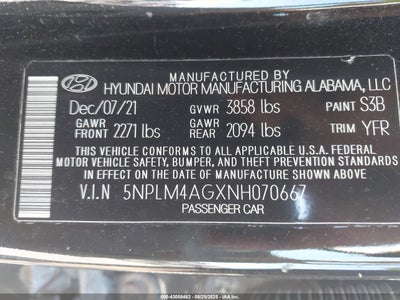 MANUFACTURED BY
HYUNDAI MOTOR MANUFACTURING ALABAMA, LLC
Dec/07/21 GVWR 3858 lbs PAINT S3B
GAWR FRONT 2271 lbs GAWR REAR 2094 lbs TRIM YFR
THIS VEHICLE CONFORMS TO ALL APPLICABLE U.S.A. FEDERAL
MOTOR VEHICLE SAFETY, BUMPER, AND THEFT PREVENTION STANDARDS
IN EFFECT ON THE DATE OF MANUFACTURE SHOWN ABOVE.
V.I.N 5NPLM4AGXNH070667
PASSENGER CAR